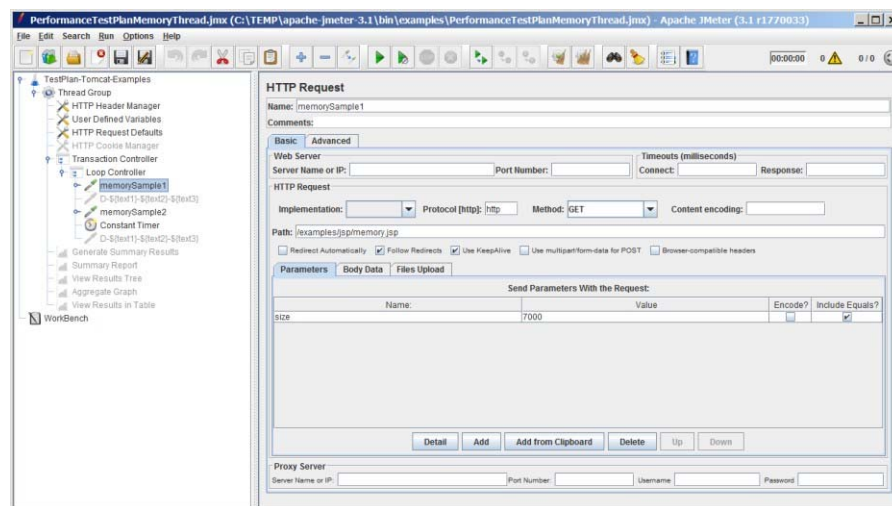 PerformanceTestPlanMemoryThread.jmx (C:\TEMP\apache-jmeter-3.1\bin\examples\PerformanceTestPlanMemoryThread.jmx) - Apache JMeter (3.1 r1770033)
File Edit Search Run Options Help
00:00:00 0 0 / 0
TestPlan-Tomcat-Examples
Thread Group
HTTP Header Manager
User Defined Variables
HTTP Request Defaults
HTTP Cookie Manager
Transaction Controller
Loop Controller
memorySample1
D-${text1}-${text2}-${text3}
memorySample2
Constant Timer
D-${text1}-${text2}-${text3}
Generate Summary Results
Summary Report
View Results Tree
Aggregate Graph
View Results in Table
WorkBench
HTTP Request
Name: memorySample1
Comments:
Basic Advanced
Web Server Timeouts (milliseconds)
Server Name or IP: Port Number: Connect: Response:
HTTP Request
Implementation: Protocol [http]: http Method: GET Content encoding:
Path: /examples/jsp/memory.jsp
Redirect Automatically Follow Redirects Use KeepAlive Use multipart/form-data for POST Browser-compatible headers
Parameters Body Data Files Upload
Send Parameters With the Request:
Name: Value Encode? Include Equals?
size 7000
Detail Add Add from Clipboard Delete Up Down
Proxy Server
Server Name or IP: Port Number: Username Password